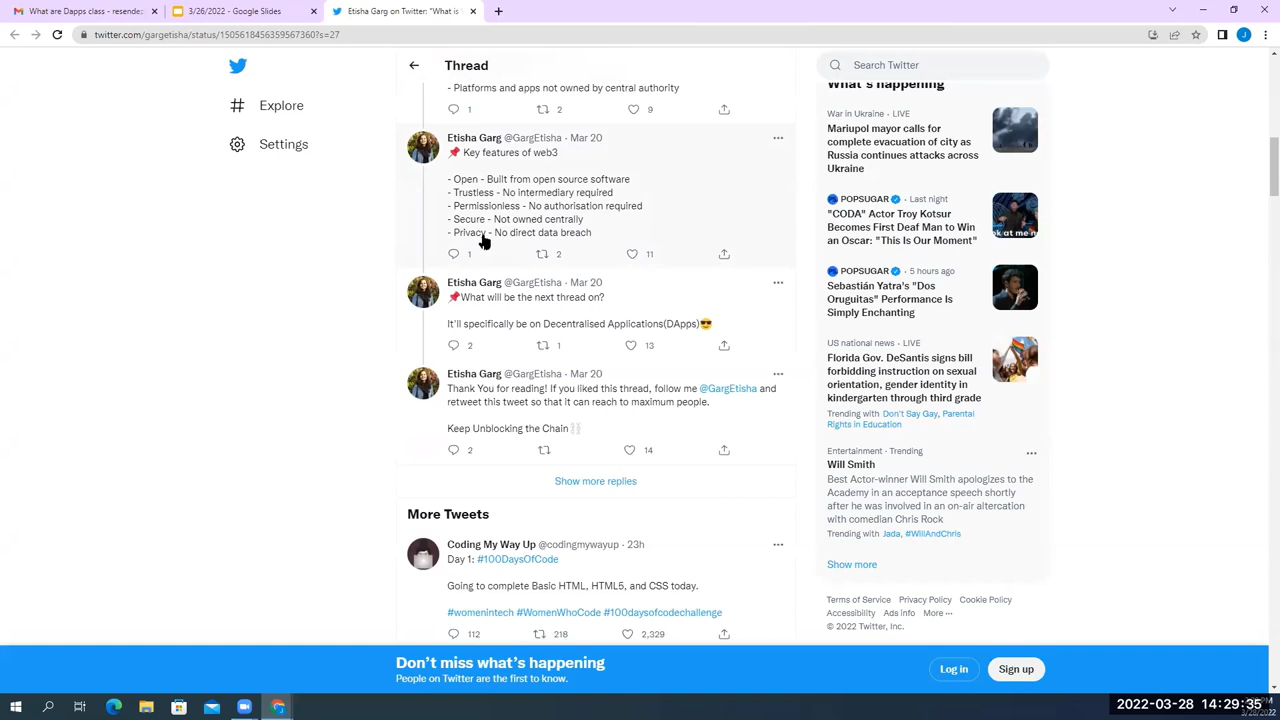 What are Dapps class - resende:
3/26/2022 - Google Slides
Etisha Garg on Twitter: "What is
twitter.com/gargetisha/status/1505618456359567360?s=27
Thread
Search Twitter
Explore
Settings
- Platforms and apps not owned by central authority
1 2 9
Etisha Garg @GargEtisha · Mar 20
📌 Key features of web3
- Open - Built from open source software
- Trustless - No intermediary required
- Permissionless - No authorisation required
- Secure - Not owned centrally
- Privacy - No direct data breach
1 2 11
Etisha Garg @GargEtisha · Mar 20
📌What will be the next thread on?
It'll specifically be on Decentralised Applications(DApps)😎
2 1 13
Etisha Garg @GargEtisha · Mar 20
Thank You for reading! If you liked this thread, follow me @GargEtisha and
retweet this tweet so that it can reach to maximum people.
Keep Unblocking the Chain⛓
2 14
Show more replies
More Tweets
Coding My Way Up @codingmywayup · 23h
Day 1: #100DaysOfCode
Going to complete Basic HTML, HTML5, and CSS today.
#womenintech #WomenWhoCode #100daysofcodechallenge
112 218 2,329
What's happening
War in Ukraine · LIVE
Mariupol mayor calls for
complete evacuation of city as
Russia continues attacks across
Ukraine
POPSUGAR · Last night
"CODA" Actor Troy Kotsur
Becomes First Deaf Man to Win
an Oscar: "This Is Our Moment"
ok at me n
POPSUGAR · 5 hours ago
Sebastián Yatra's "Dos
Oruguitas" Performance Is
Simply Enchanting
US national news · LIVE
Florida Gov. DeSantis signs bill
forbidding instruction on sexual
orientation, gender identity in
kindergarten through third grade
Trending with Don't Say Gay, Parental
Rights in Education
Entertainment · Trending
Will Smith
Best Actor-winner Will Smith apologizes to the
Academy in an acceptance speech shortly
after he was involved in an on-air altercation
with comedian Chris Rock
Trending with Jada, #WillAndChris
Show more
Terms of Service Privacy Policy Cookie Policy
Accessibility Ads info More ···
© 2022 Twitter, Inc.
Don't miss what's happening
People on Twitter are the first to know.
Log in
Sign up
2022-03-28 14:29:35